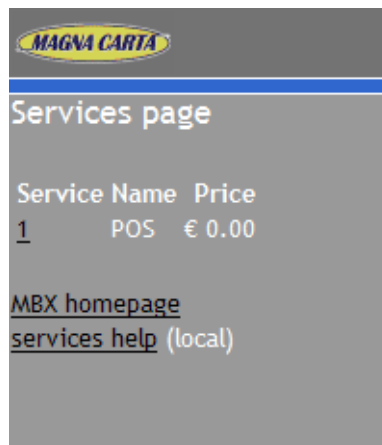 MAGNA CARTA
Services page
Service Name Price
1 POS € 0.00
MBX homepage
services help (local)